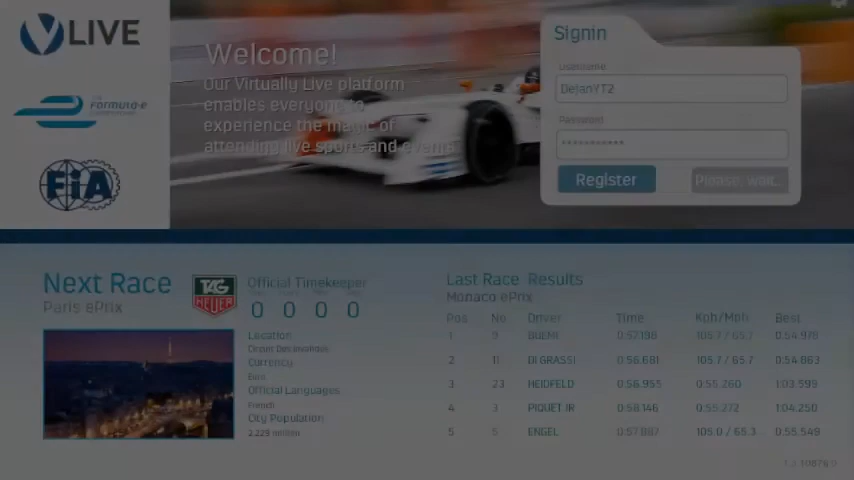 VLIVE
Formula-e
FIA
Welcome!
Our Virtually Live platform
enables everyone to
experience the magic of
attending live sports and events
Signin
Username
DejanYT2
Password
***********
Register
Please, wait...
Next Race
Paris ePrix
TAG
HEUER
Official Timekeeper
0 0 0 0
Location
Currency
Euro
Official Languages
French
City Population
2.229 million
Last Race Results
Monaco ePrix
Pos No Driver Time Kph/Mph Best
1 9 BUEMI 0:57.198 105.7 / 65.7 0:54.978
2 11 DI GRASSI 0:56.681 105.7 / 65.7 0:54.863
3 23 HEIDFELD 0:56.955 0:55.260 1:03.599
4 3 PIQUET JR 0:58.146 0:55.272 1:04.250
5 5 ENGEL 0:57.887 105.0 / 65.3 0:55.549